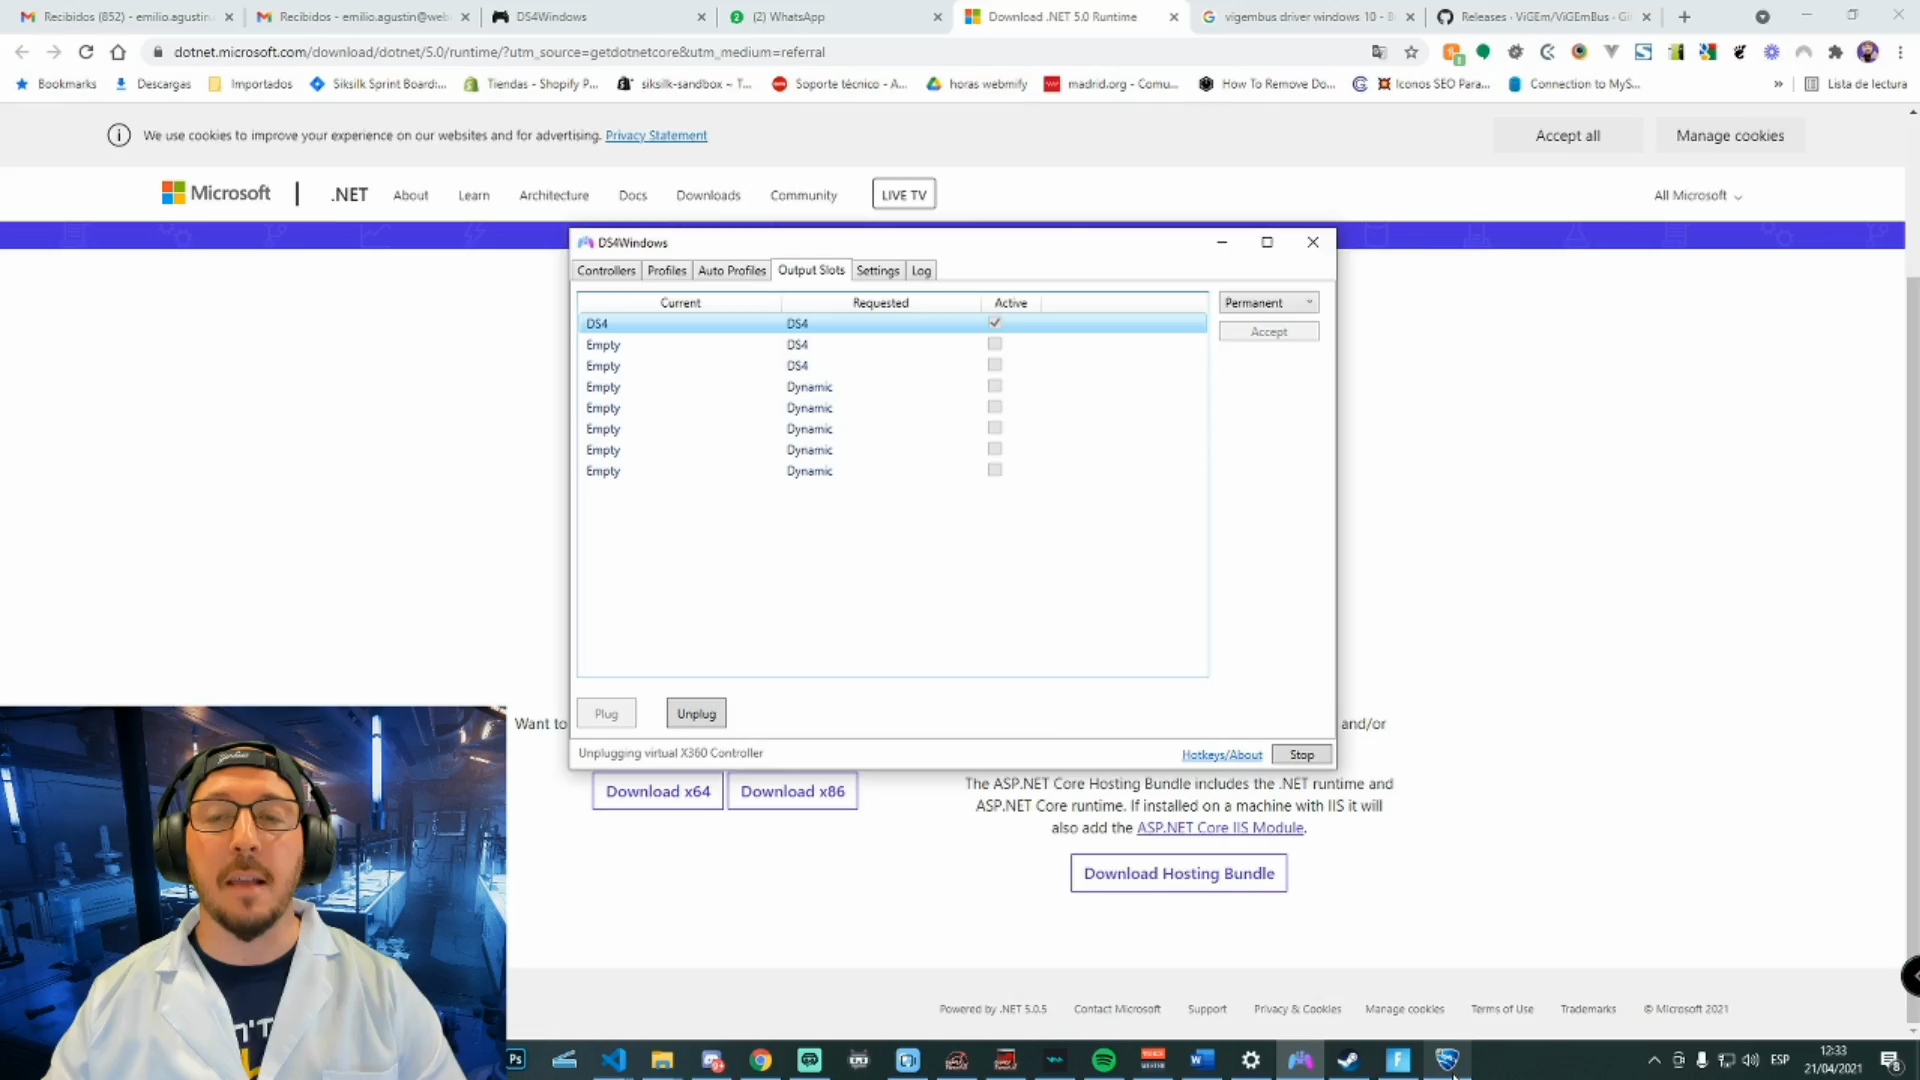 Recibidos (852) - emilio.agustin.
Recibidos - emilio.agustin@web
DS4Windows
(2) WhatsApp
Download .NET 5.0 Runtime
vigembus driver windows 10 - B
Releases · ViGEm/ViGEmBus · Git
dotnet.microsoft.com/download/dotnet/5.0/runtime/?utm_source=getdotnetcore&utm_medium=referral
Bookmarks
Descargas
Importados
Siksilk Sprint Board:...
Tiendas - Shopify P...
siksilk-sandbox ~ T...
Soporte técnico - A...
horas webmify
madrid.org - Comu...
How To Remove Do...
Iconos SEO Para...
Connection to MyS...
»
Lista de lectura
We use cookies to improve your experience on our websites and for advertising. Privacy Statement
Accept all
Manage cookies
Microsoft
.NET
About
Learn
Architecture
Docs
Downloads
Community
LIVE TV
All Microsoft
DS4Windows
Controllers
Profiles
Auto Profiles
Output Slots
Settings
Log
Current Requested Active
DS4 DS4
Empty DS4
Empty DS4
Empty Dynamic
Empty Dynamic
Empty Dynamic
Empty Dynamic
Empty Dynamic
Permanent
Accept
Plug
Unplug
Unplugging virtual X360 Controller
Hotkeys/About
Stop
Want to
and/or
Download x64
Download x86
The ASP.NET Core Hosting Bundle includes the .NET runtime and
ASP.NET Core runtime. If installed on a machine with IIS it will
also add the ASP.NET Core IIS Module.
Download Hosting Bundle
Powered by .NET 5.0.5
Contact Microsoft
Support
Privacy & Cookies
Manage cookies
Terms of Use
Trademarks
© Microsoft 2021
Ps
ESP
12:33
21/04/2021
8